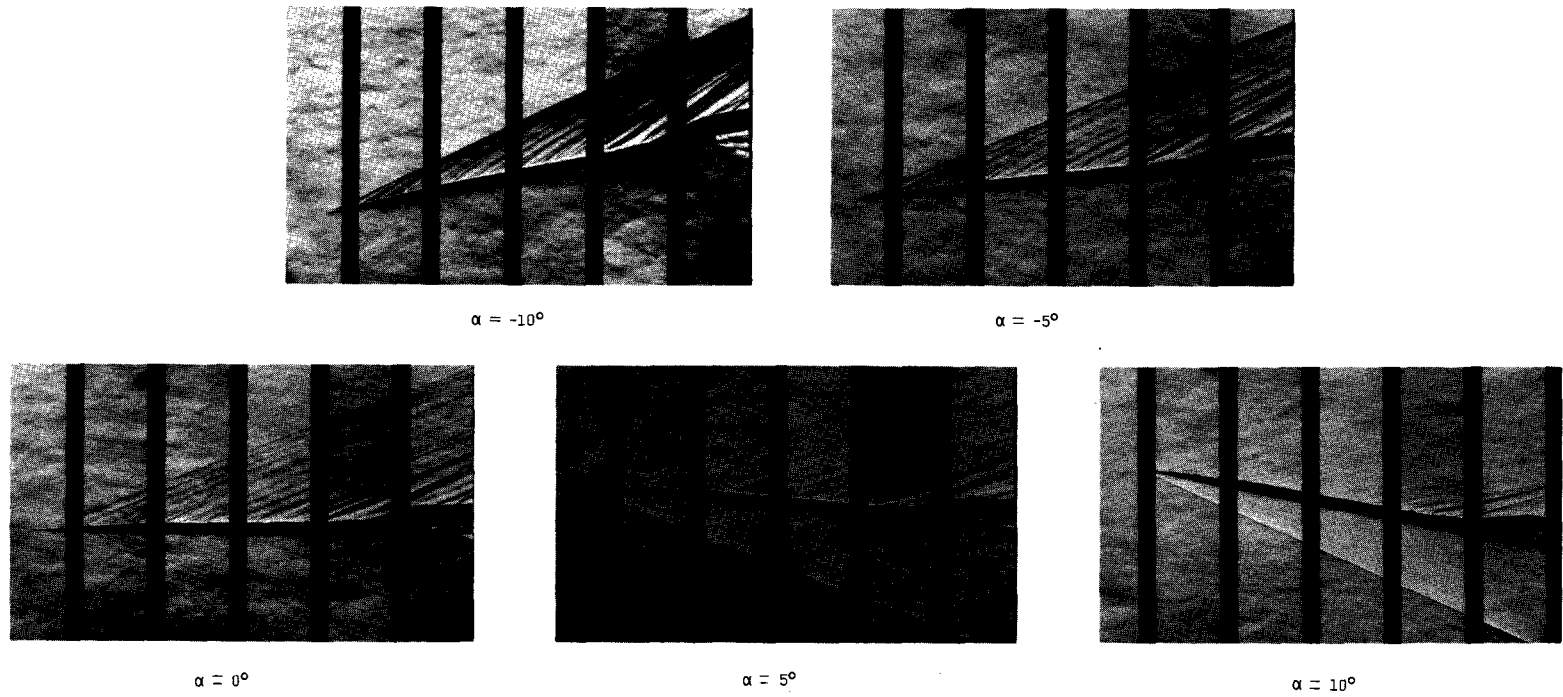 α = -10°
α = -5°
α = 0°
α = 5°
α = 10°